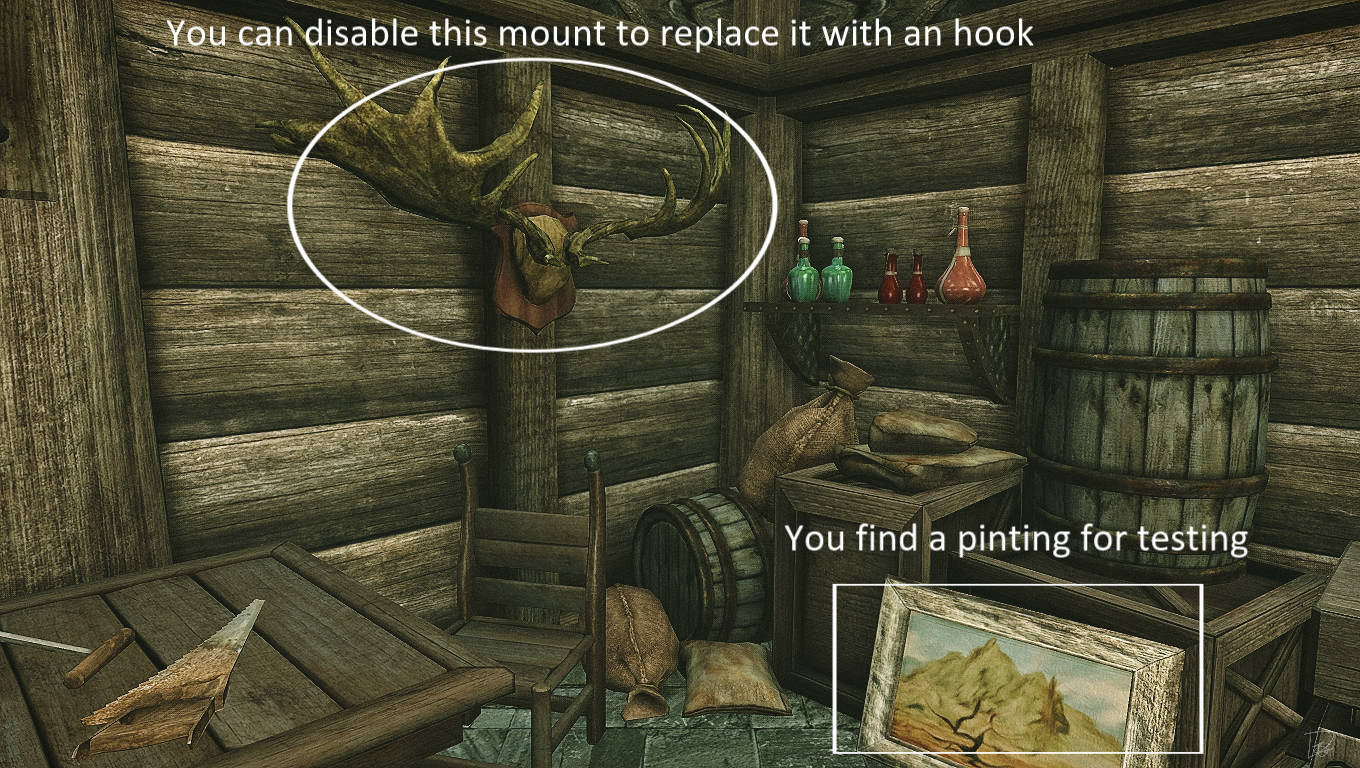 You can disable this mount to replace it with an hook
You find a pinting for testing